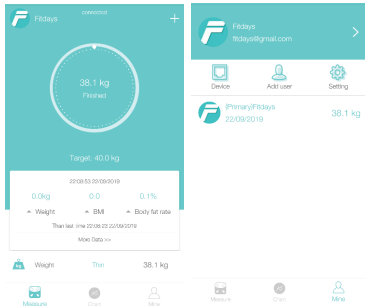 connected
Fitdays
+
38.1 kg
Finished
Target: 40.0 kg
22:08:53 22/09/2019
0.0kg 0.0 0.1%
Weight BMI Body fat rate
Than last time 22:08:23 22/09/2019
More Data >>
kg Weight Thin 38.1 kg
Measure Chart Mine
Fitdays
fitdays@gmail.com
Device Add user Setting
(Primary)Fitdays
22/09/2019
38.1 kg
Measure Chart Mine